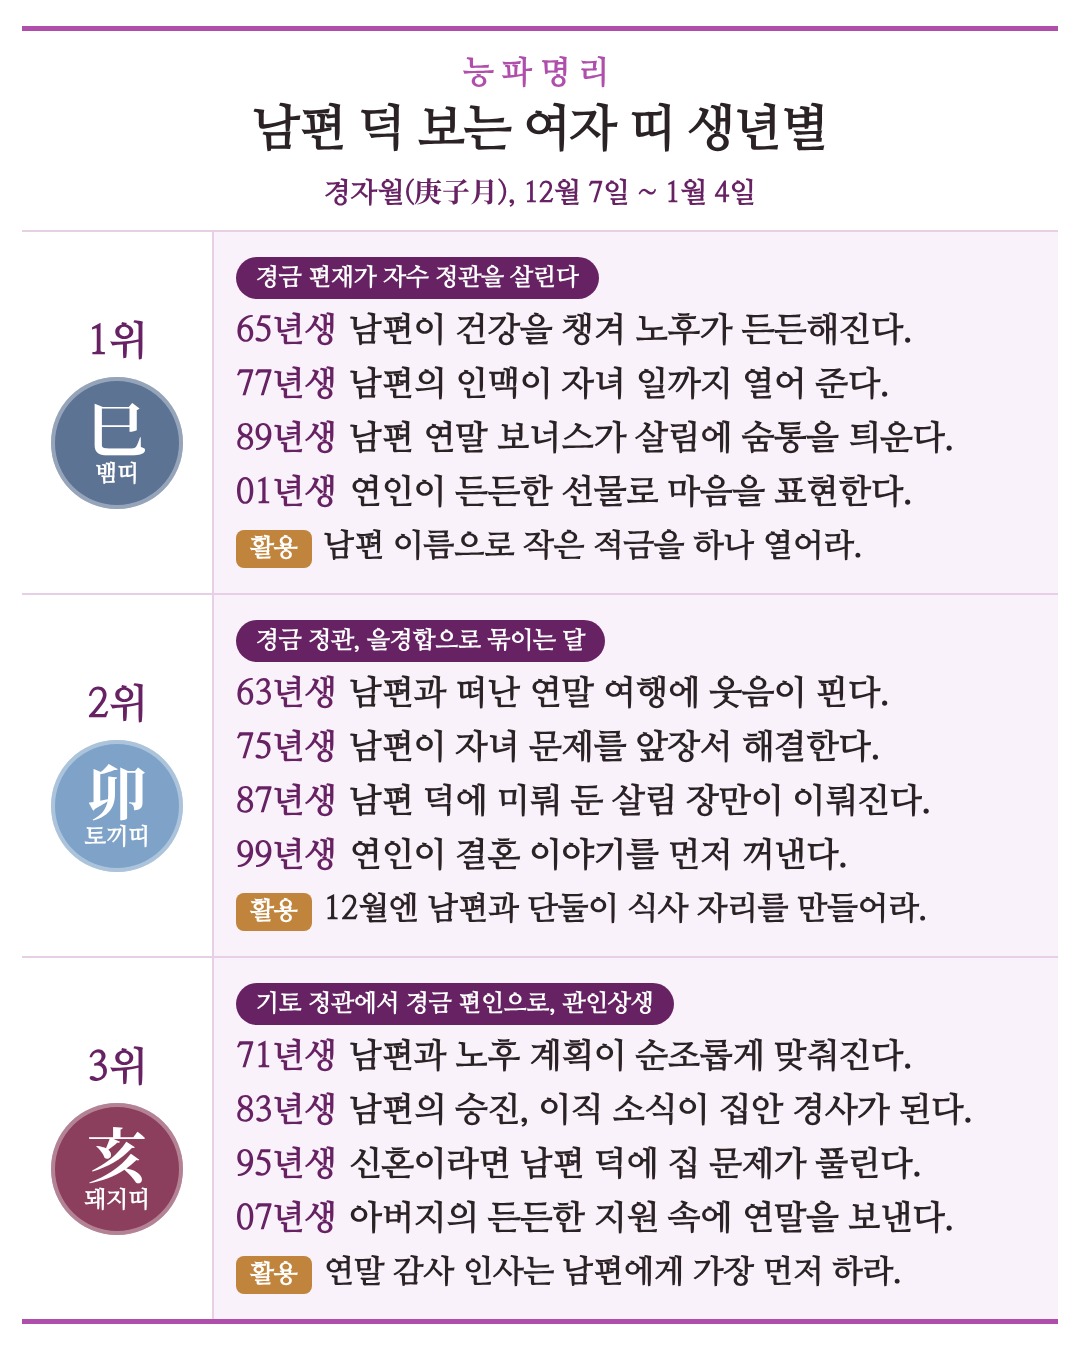 능파명리
남편 덕 보는 여자 띠 생년별
경자월(庚子月), 12월 7일 ~ 1월 4일
1위
巳
뱀띠
경금 편재가 자수 정관을 살린다
65년생 남편이 건강을 챙겨 노후가 든든해진다.
77년생 남편의 인맥이 자녀 일까지 열어 준다.
89년생 남편 연말 보너스가 살림에 숨통을 틔운다.
01년생 연인이 든든한 선물로 마음을 표현한다.
활용 남편 이름으로 작은 적금을 하나 열어라.
2위
卯
토끼띠
경금 정관, 을경합으로 묶이는 달
63년생 남편과 떠난 연말 여행에 웃음이 핀다.
75년생 남편이 자녀 문제를 앞장서 해결한다.
87년생 남편 덕에 미뤄 둔 살림 장만이 이뤄진다.
99년생 연인이 결혼 이야기를 먼저 꺼낸다.
활용 12월엔 남편과 단둘이 식사 자리를 만들어라.
3위
亥
돼지띠
기토 정관에서 경금 편인으로, 관인상생
71년생 남편과 노후 계획이 순조롭게 맞춰진다.
83년생 남편의 승진, 이직 소식이 집안 경사가 된다.
95년생 신혼이라면 남편 덕에 집 문제가 풀린다.
07년생 아버지의 든든한 지원 속에 연말을 보낸다.
활용 연말 감사 인사는 남편에게 가장 먼저 하라.